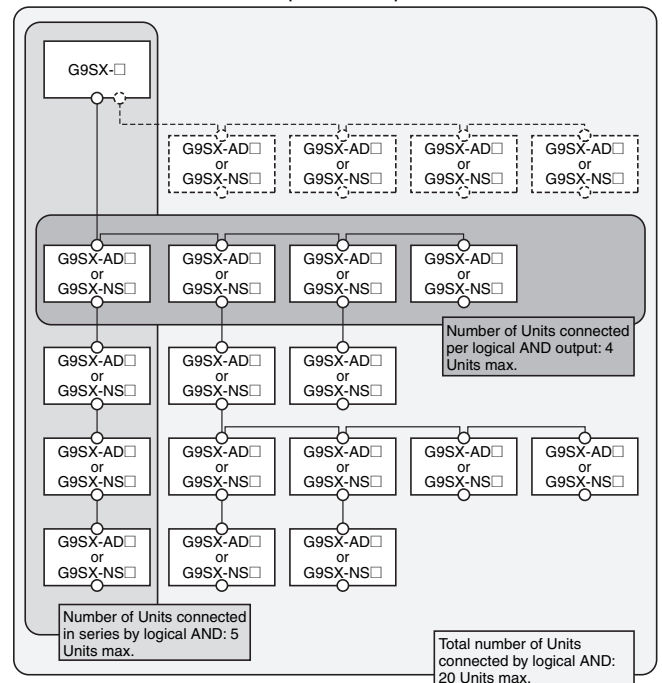 G9SX-□
G9SX-AD□ G9SX-AD□ G9SX-AD□ G9SX-AD□
or or or or
G9SX-NS□ G9SX-NS□ G9SX-NS□ G9SX-NS□
G9SX-AD□ G9SX-AD□ G9SX-AD□ G9SX-AD□
or or or or
G9SX-NS□ G9SX-NS□ G9SX-NS□ G9SX-NS□
Number of Units connected
per logical AND output: 4
Units max.
G9SX-AD□ G9SX-AD□ G9SX-AD□
or or or
G9SX-NS□ G9SX-NS□ G9SX-NS□
G9SX-AD□ G9SX-AD□ G9SX-AD□ G9SX-AD□ G9SX-AD□
or or or or or
G9SX-NS□ G9SX-NS□ G9SX-NS□ G9SX-NS□ G9SX-NS□
G9SX-AD□ G9SX-AD□ G9SX-AD□
or or or
G9SX-NS□ G9SX-NS□ G9SX-NS□
Number of Units connected
in series by logical AND: 5
Units max.
Total number of Units
connected by logical AND:
20 Units max.